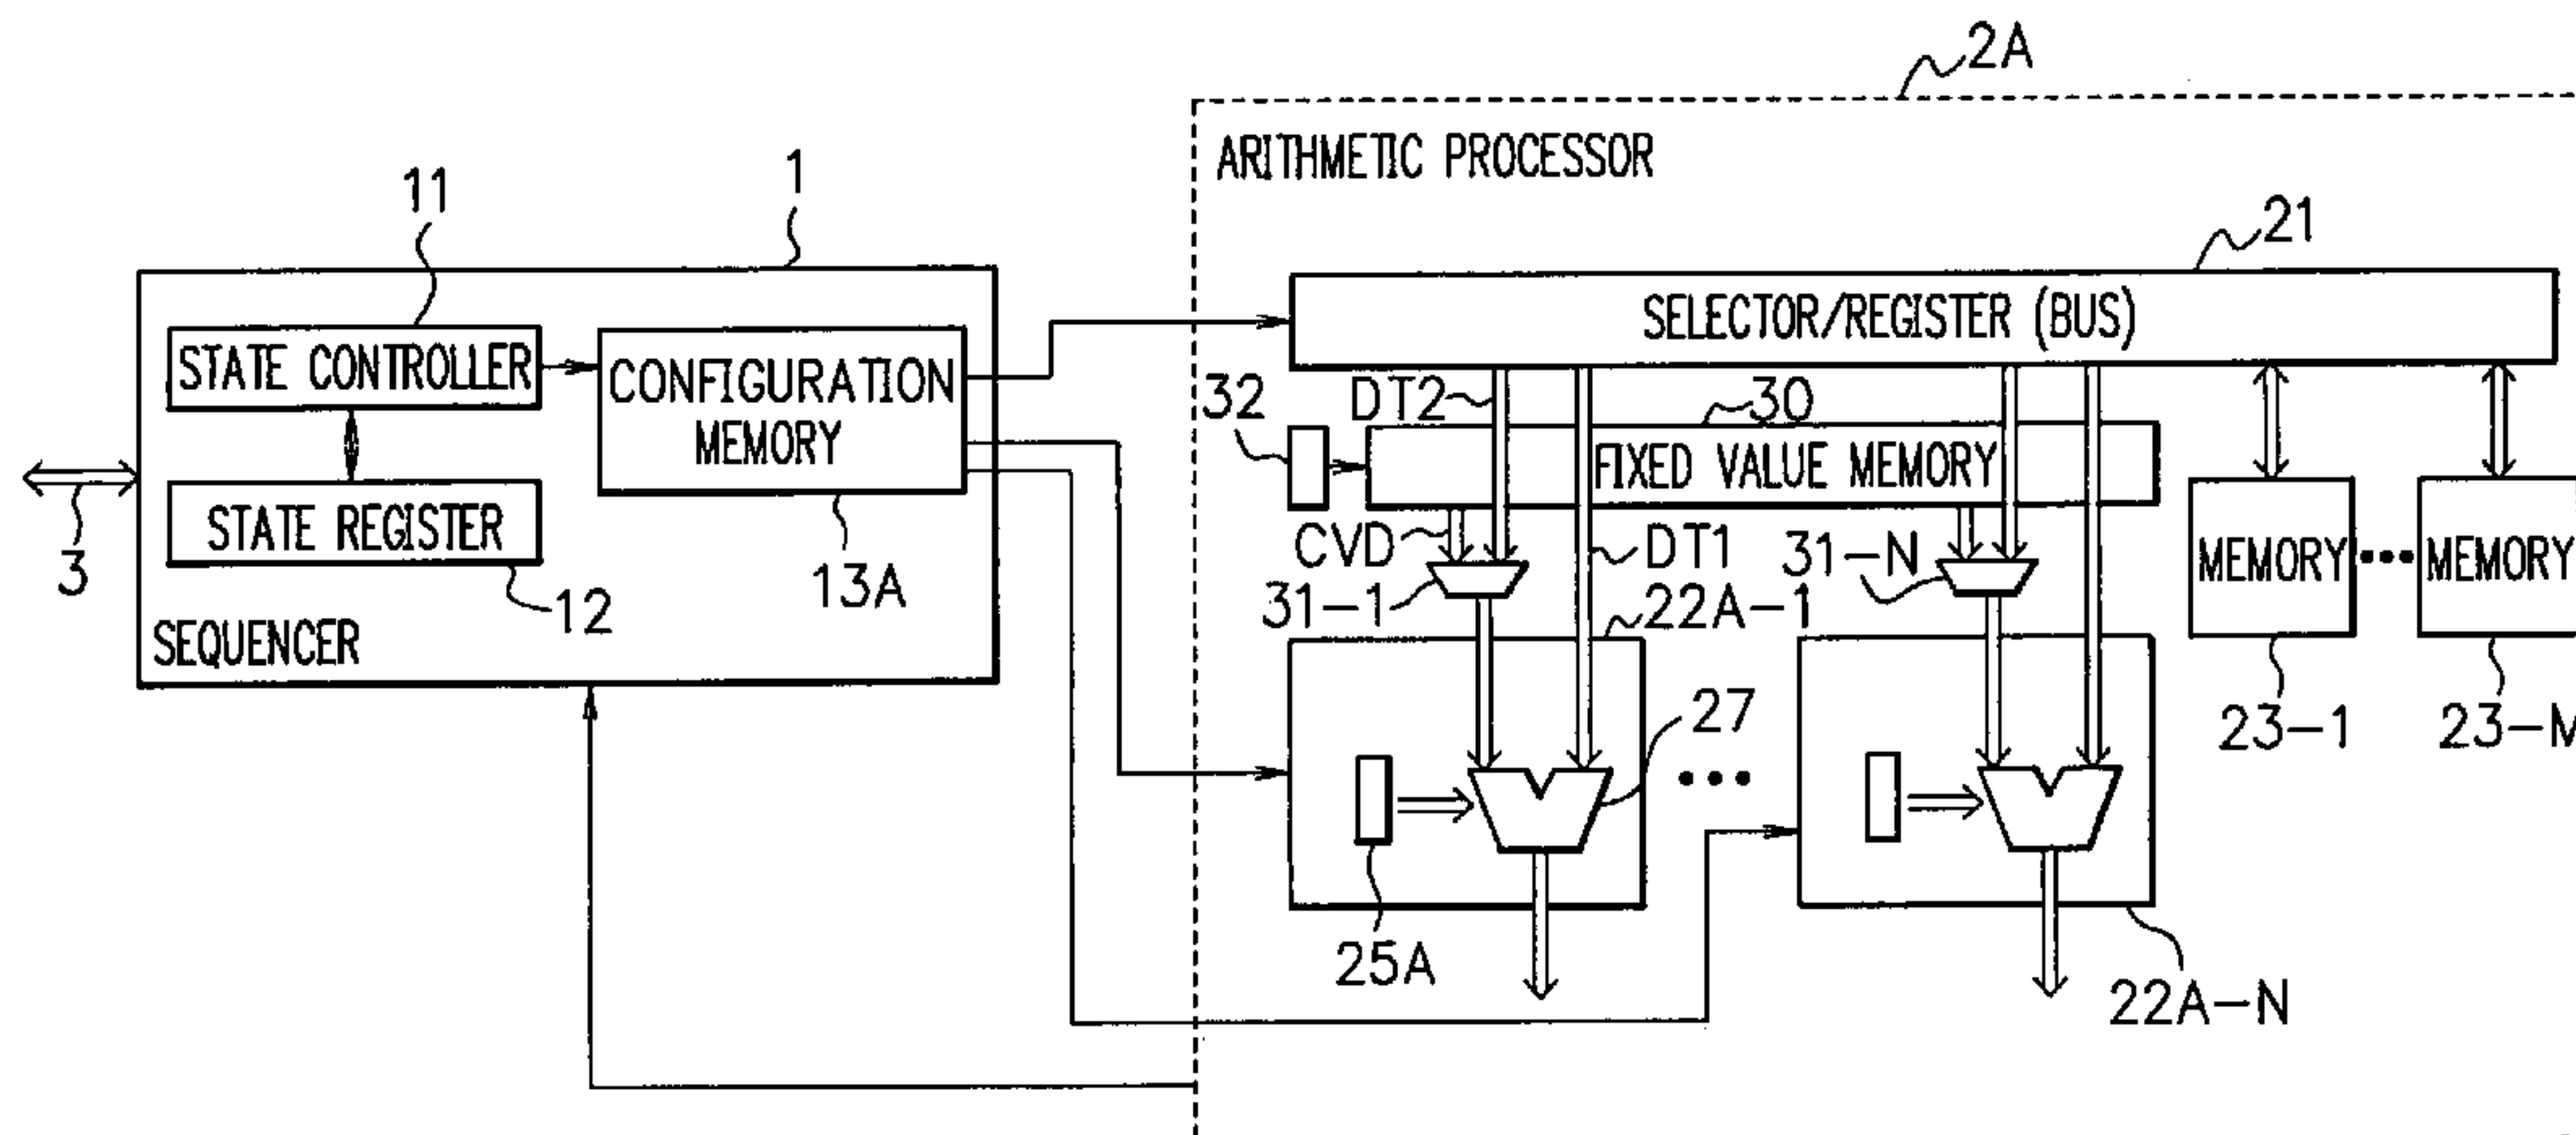 2A
ARITHMETIC PROCESSOR
1
11
21
SELECTOR/REGISTER (BUS)
STATE CONTROLLER
CONFIGURATION
MEMORY
32
DT2
30
FIXED VALUE MEMORY
3
STATE REGISTER
12
13A
SEQUENCER
CVD
DT1
31-1
31-N
22A-1
MEMORY
MEMORY
23-1
23-M
27
25A
22A-N